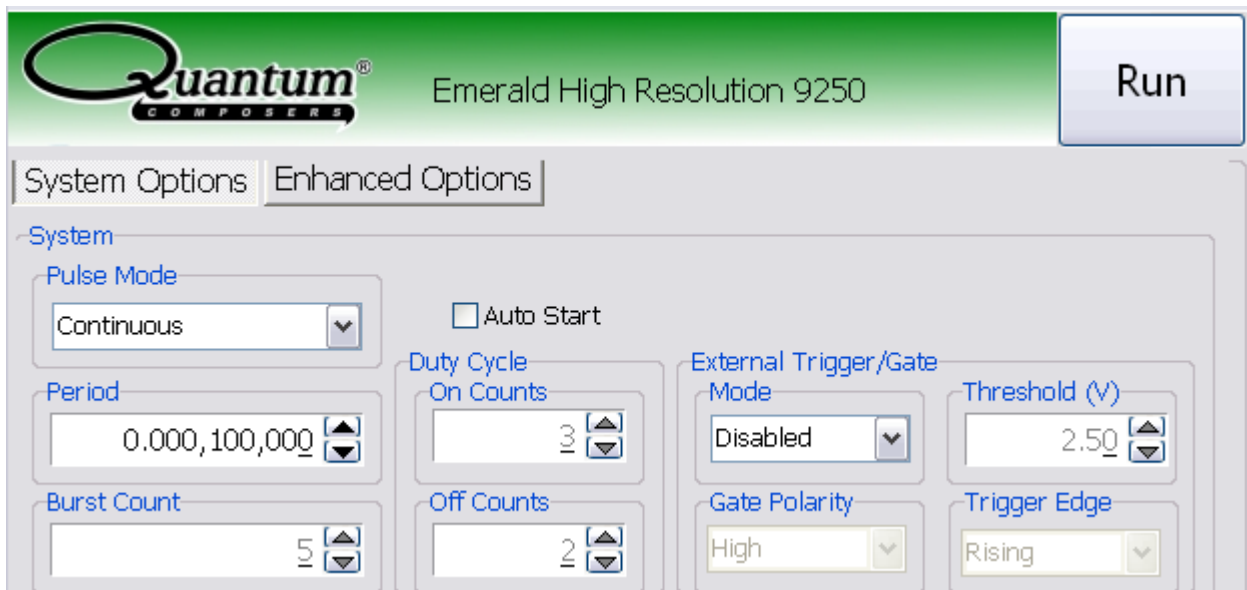 Quantum®
COMPOSERS
Emerald High Resolution 9250
Run
System Options
Enhanced Options
System
Pulse Mode
Continuous
Auto Start
Period
0.000,100,000
Burst Count
5
Duty Cycle
On Counts
3
Off Counts
2
External Trigger/Gate
Mode
Disabled
Threshold (V)
2.50
Gate Polarity
High
Trigger Edge
Rising